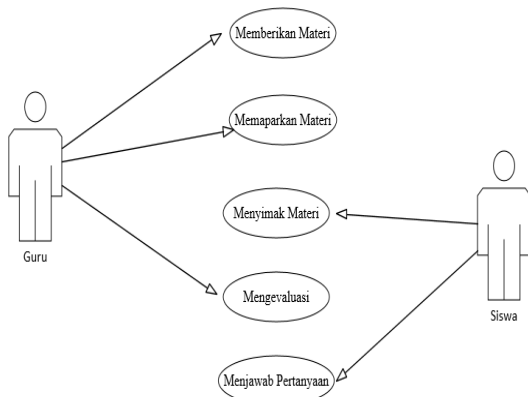 Memberikan Materi
Memaparkan Materi
Menyimak Materi
Guru
Mengevaluasi
Siswa
Menjawab Pertanyaan